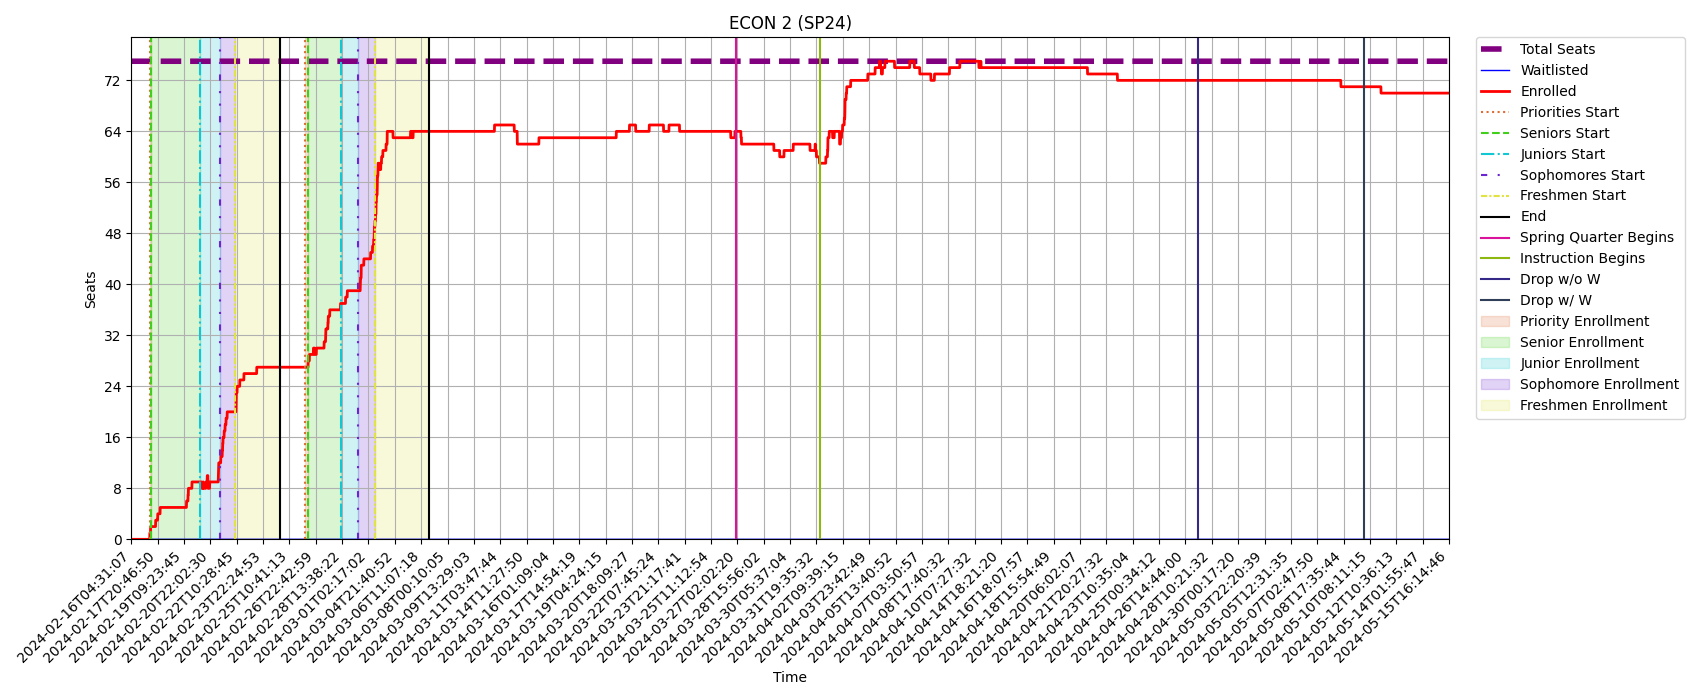 ECON 2 (SP24)
Seats
72
64
56
48
40
32
24
16
8
0
2024-02-16T04:31:07
2024-02-17T20:46:50
2024-02-19T09:23:45
2024-02-20T22:02:30
2024-02-22T10:28:45
2024-02-23T22:24:53
2024-02-25T10:41:13
2024-02-26T22:42:59
2024-02-28T13:38:22
2024-03-01T02:17:02
2024-03-04T21:40:52
2024-03-06T11:07:18
2024-03-08T00:10:05
2024-03-09T13:29:03
2024-03-11T03:47:44
2024-03-14T11:27:50
2024-03-16T01:09:04
2024-03-17T14:54:19
2024-03-19T04:24:15
2024-03-20T18:09:27
2024-03-22T07:45:24
2024-03-23T21:17:41
2024-03-25T11:12:54
2024-03-27T02:02:20
2024-03-28T15:56:02
2024-03-30T05:37:04
2024-03-31T19:35:32
2024-04-02T09:39:15
2024-04-03T23:42:49
2024-04-05T13:40:52
2024-04-07T03:50:57
2024-04-08T17:40:32
2024-04-10T07:27:32
2024-04-14T18:21:20
2024-04-16T18:07:57
2024-04-18T15:54:49
2024-04-20T06:02:07
2024-04-21T20:27:32
2024-04-23T10:35:04
2024-04-25T00:34:12
2024-04-26T14:44:00
2024-04-28T10:21:32
2024-04-30T00:17:20
2024-05-03T22:20:39
2024-05-05T12:31:35
2024-05-07T02:47:50
2024-05-08T17:35:44
2024-05-10T08:11:15
2024-05-12T10:36:13
2024-05-14T01:55:47
2024-05-15T16:14:46
Time
Total Seats
Waitlisted
Enrolled
Priorities Start
Seniors Start
Juniors Start
Sophomores Start
Freshmen Start
End
Spring Quarter Begins
Instruction Begins
Drop w/o W
Drop w/ W
Priority Enrollment
Senior Enrollment
Junior Enrollment
Sophomore Enrollment
Freshmen Enrollment